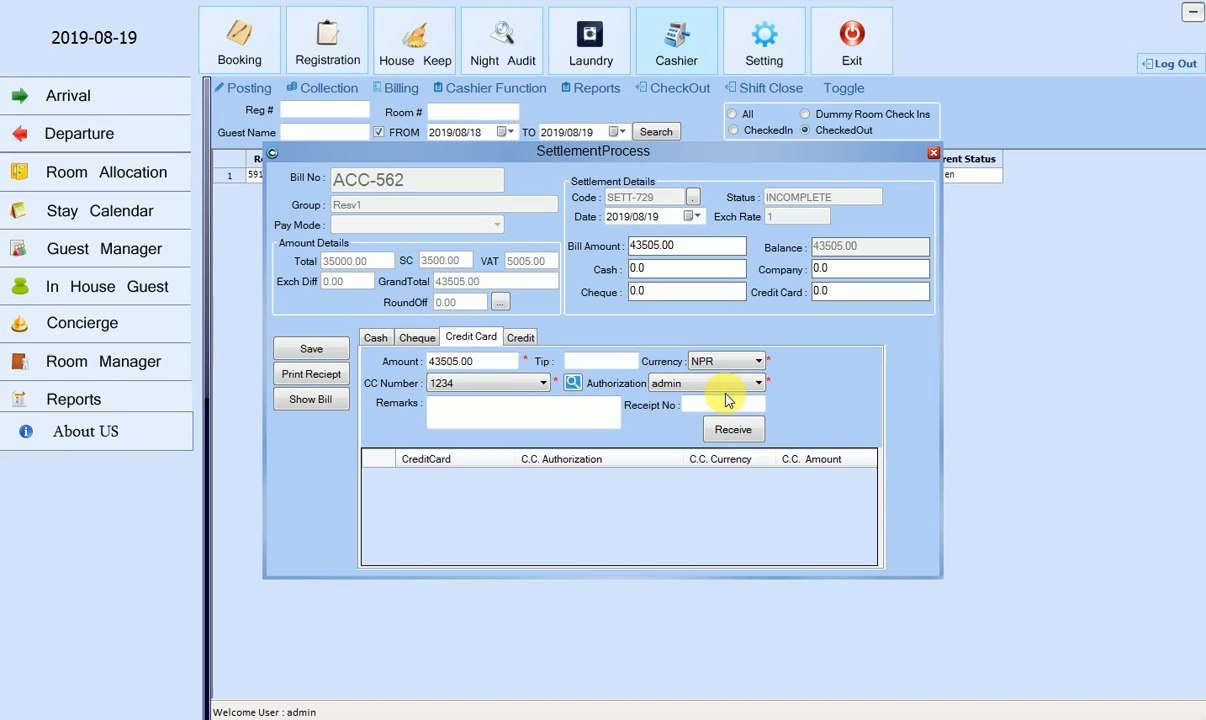 2019-08-19
Booking
Registration
House Keep
Night Audit
Laundry
Cashier
Setting
Exit
Log Out
Arrival
Departure
Room Allocation
Stay Calendar
Guest Manager
In House Guest
Concierge
Room Manager
Reports
About US
Posting
Collection
Billing
Cashier Function
Reports
CheckOut
Shift Close
Toggle
Reg #
Room #
All
Dummy Room Check Ins
Guest Name
FROM 2019/08/18 TO 2019/08/19 Search
CheckedIn
CheckedOut
1
SettlementProcess
Bill No : ACC-562
Group : Resv1
Pay Mode :
Amount Details
Total 35000.00 SC 3500.00 VAT 5005.00
Exch Diff 0.00 GrandTotal 43505.00
RoundOff 0.00 ...
Settlement Details
Code : SETT-729 . Status : INCOMPLETE
Date : 2019/08/19 Exch Rate 1
Bill Amount : 43505.00 Balance : 43505.00
Cash : 0.0 Company : 0.0
Cheque : 0.0 Credit Card : 0.0
Save
Print Reciept
Show Bill
Cash Cheque Credit Card Credit
Amount : 43505.00 * Tip : Currency : NPR *
CC Number : 1234 * Authorization admin *
Remarks : Receipt No :
Receive
CreditCard C.C. Authorization C.C. Currency C.C. Amount
Welcome User : admin